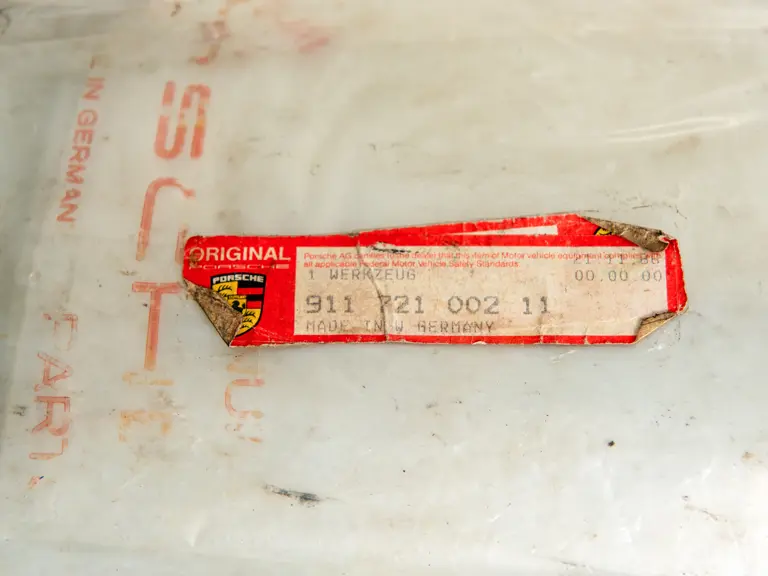 IN GERMAN
PART
ORIGINAL
PORSCHE
PORSCHE
Porsche AG certifies to the dealer that this item of Motor vehicle equipment complies
all applicable Federal Motor Vehicle Safety Standards.
1 WERKZEUG
00.00.00
911 721 002 11
MADE IN W GERMANY